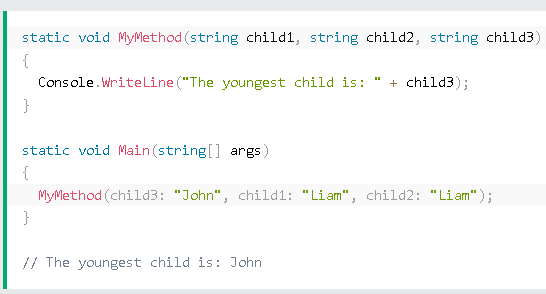 static void MyMethod(string child1, string child2, string child3)
{
  Console.WriteLine("The youngest child is: " + child3);
}

static void Main(string[] args)
{
  MyMethod(child3: "John", child1: "Liam", child2: "Liam");
}

// The youngest child is: John